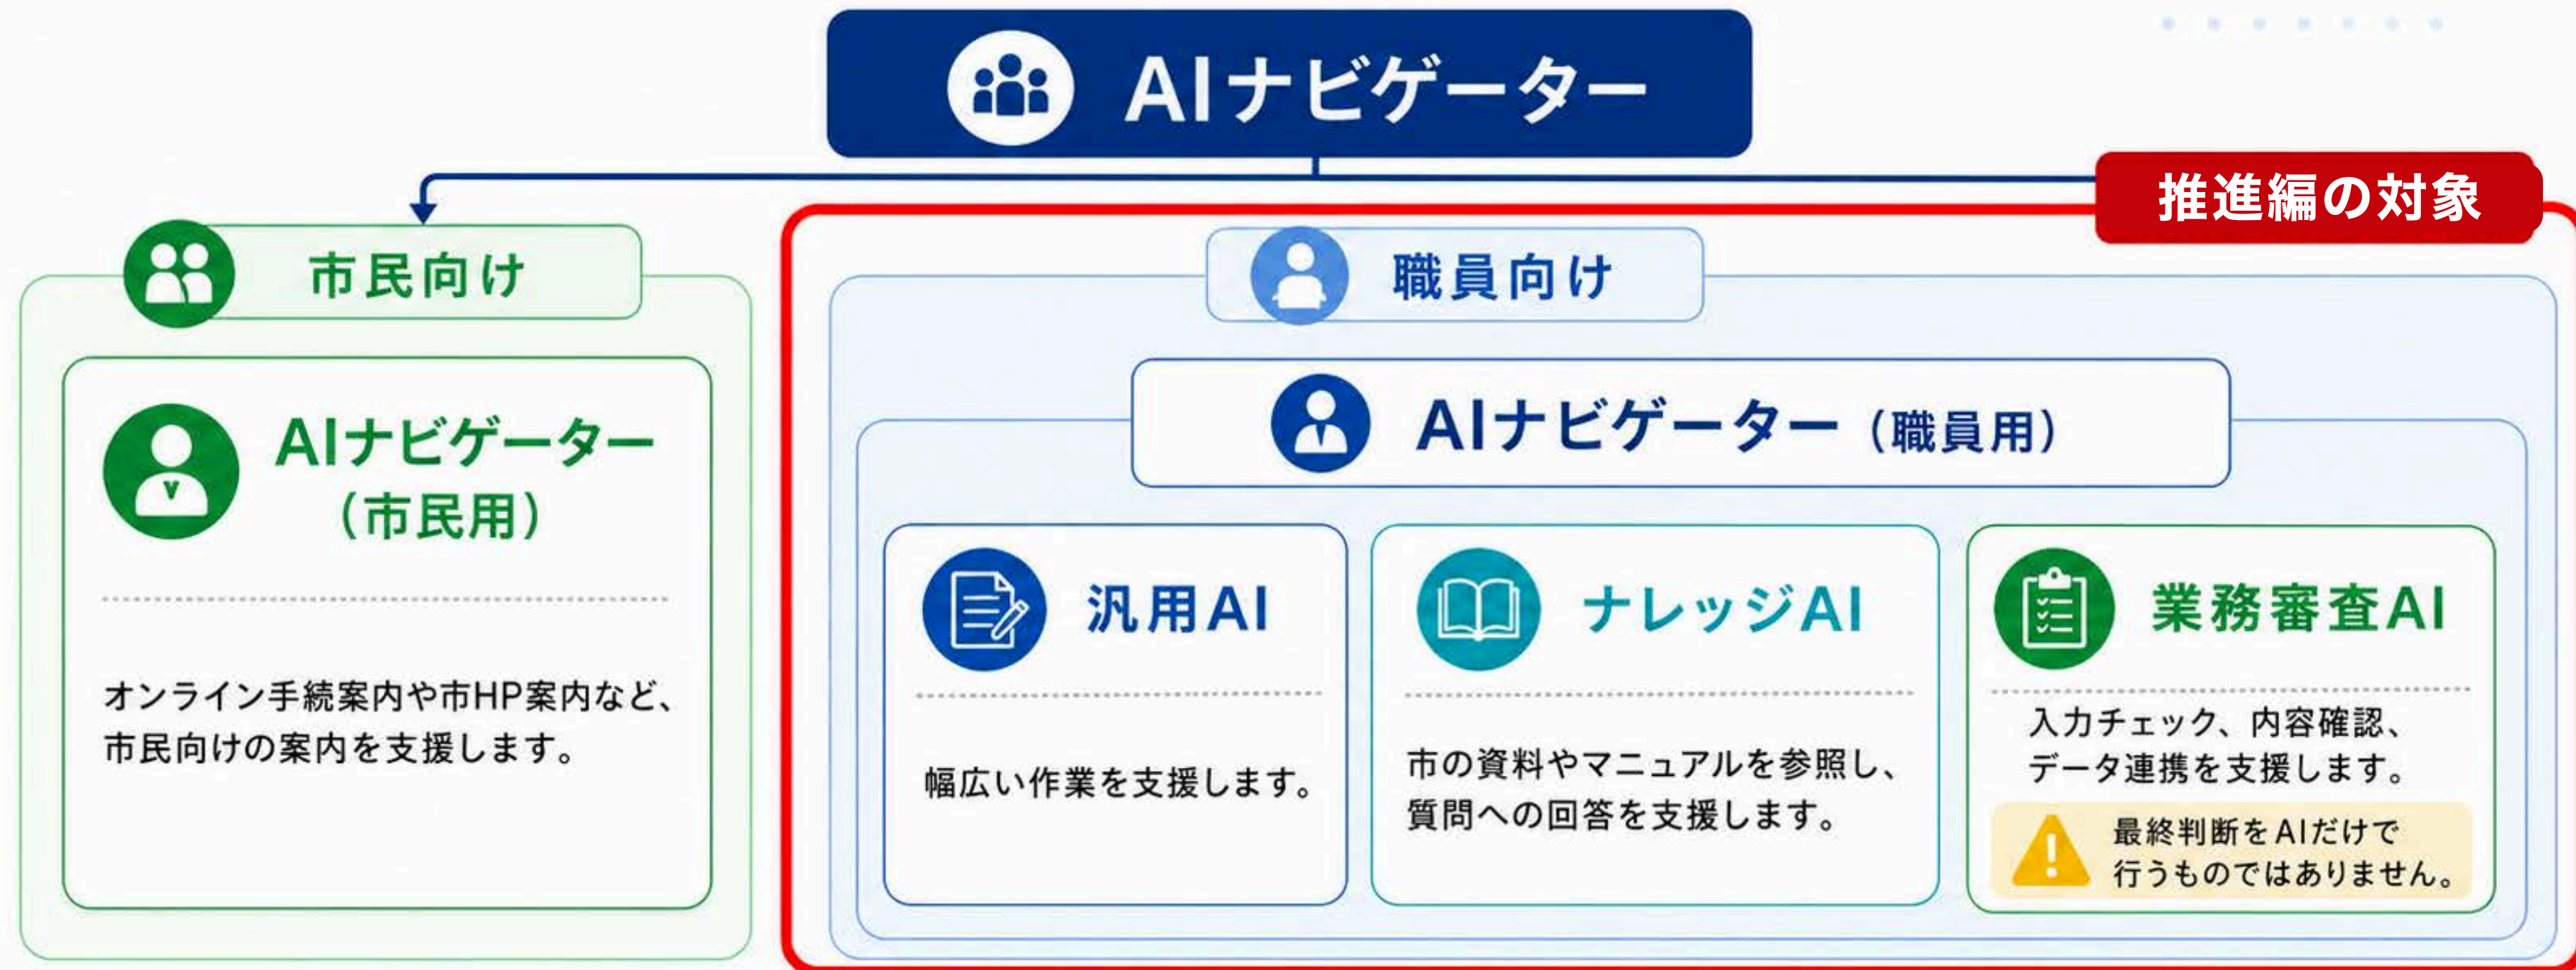 AIナビゲーター
推進編の対象
市民向け
AIナビゲーター
（市民用）
オンライン手続案内や市HP案内など、
市民向けの案内を支援します。
職員向け
AIナビゲーター（職員用）
汎用AI
幅広い作業を支援します。
ナレッジAI
市の資料やマニュアルを参照し、
質問への回答を支援します。
業務審査AI
入力チェック、内容確認、
データ連携を支援します。
最終判断をAIだけで
行うものではありません。